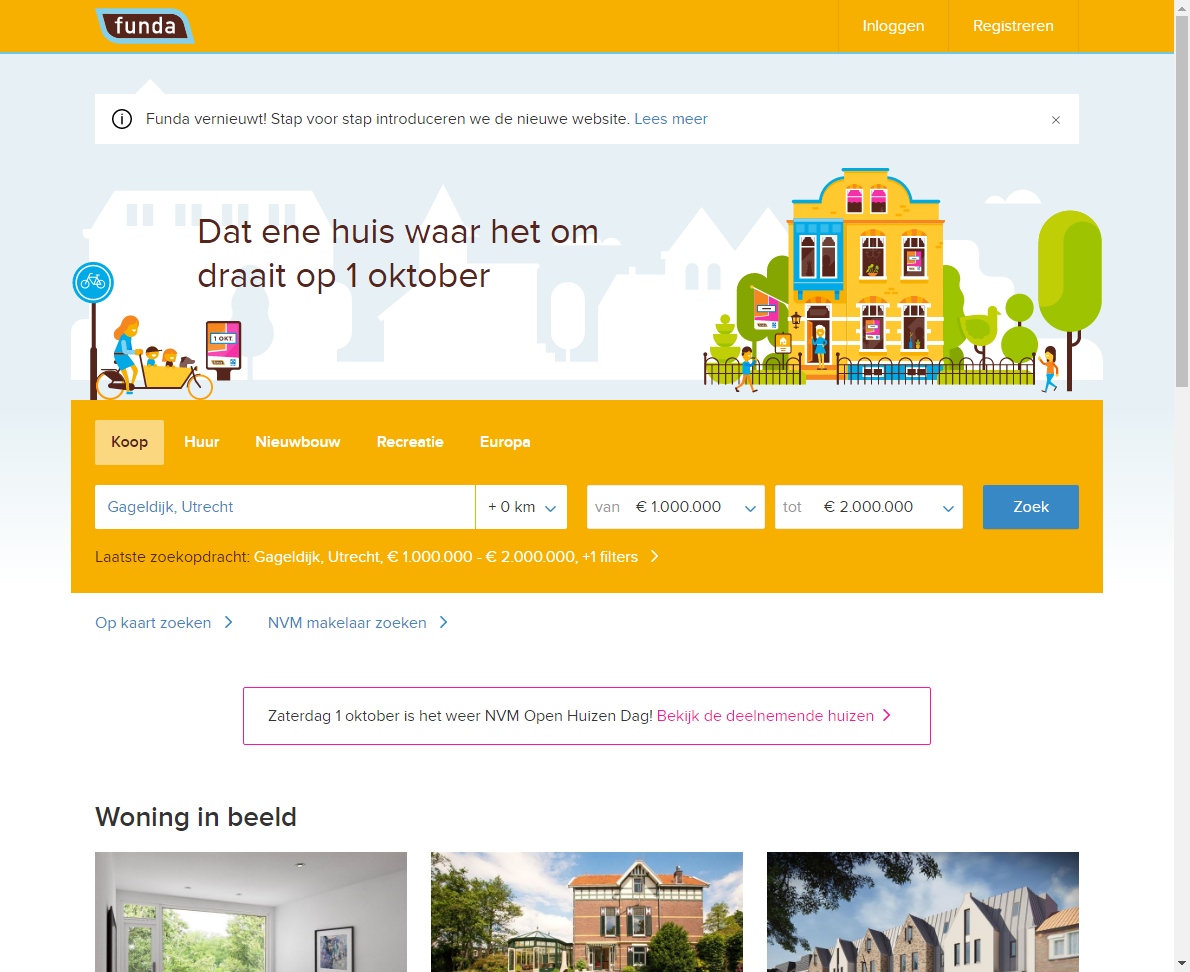 funda
Inloggen
Registreren
Funda vernieuwt! Stap voor stap introduceren we de nieuwe website. Lees meer
Dat ene huis waar het om
draait op 1 oktober
1 OKT
Koop
Huur
Nieuwbouw
Recreatie
Europa
Gageldijk, Utrecht
+ 0 km
van € 1.000.000
tot € 2.000.000
Zoek
Laatste zoekopdracht: Gageldijk, Utrecht, € 1.000.000 - € 2.000.000, +1 filters
Op kaart zoeken
NVM makelaar zoeken
Zaterdag 1 oktober is het weer NVM Open Huizen Dag! Bekijk de deelnemende huizen
Woning in beeld